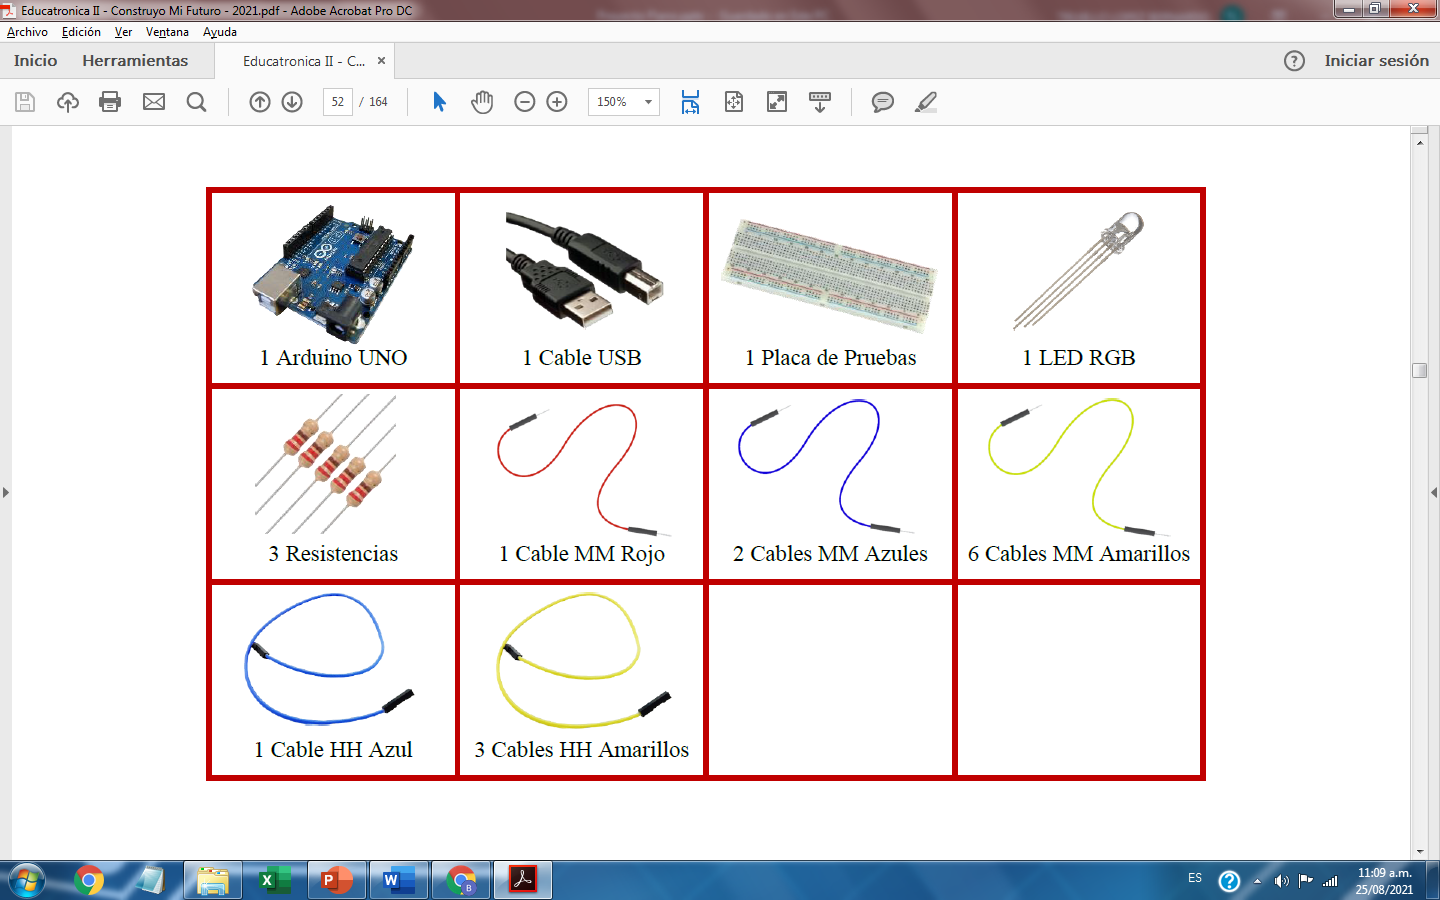 Educatronica II - Construyo Mi Futuro - 2021.pdf - Adobe Acrobat Pro DC
Archivo Edición Ver Ventana Ayuda
Inicio Herramientas Educatronica II - C... × Iniciar sesión
52 / 164 150%
1 Arduino UNO 1 Cable USB 1 Placa de Pruebas 1 LED RGB
3 Resistencias 1 Cable MM Rojo 2 Cables MM Azules 6 Cables MM Amarillos
1 Cable HH Azul 3 Cables HH Amarillos
ES 11:09 a.m.
25/08/2021